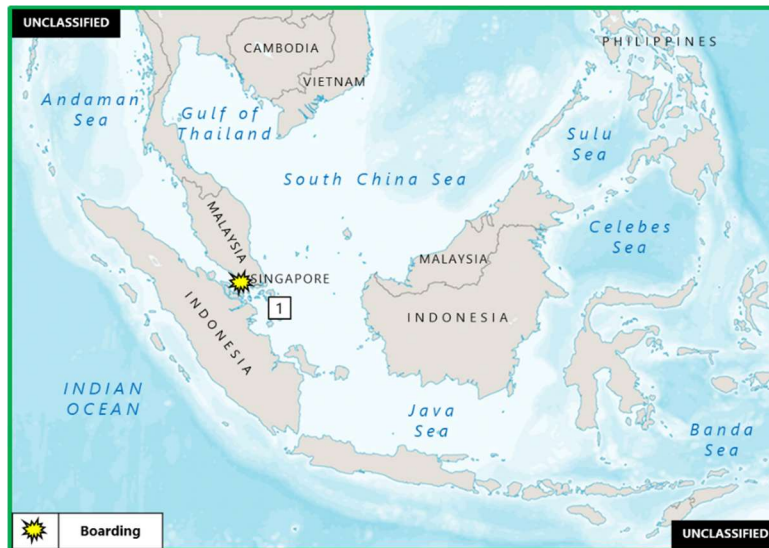 UNCLASSIFIED
PHILIPPINES
CAMBODIA
VIETNAM
Andaman
Sea
Gulf of
Thailand
Sulu
Sea
South China Sea
MALAYSIA
Celebes
Sea
MALAYSIA
SINGAPORE
1
INDONESIA
INDONESIA
INDIAN
OCEAN
Java
Sea
Banda
Sea
Boarding
UNCLASSIFIED